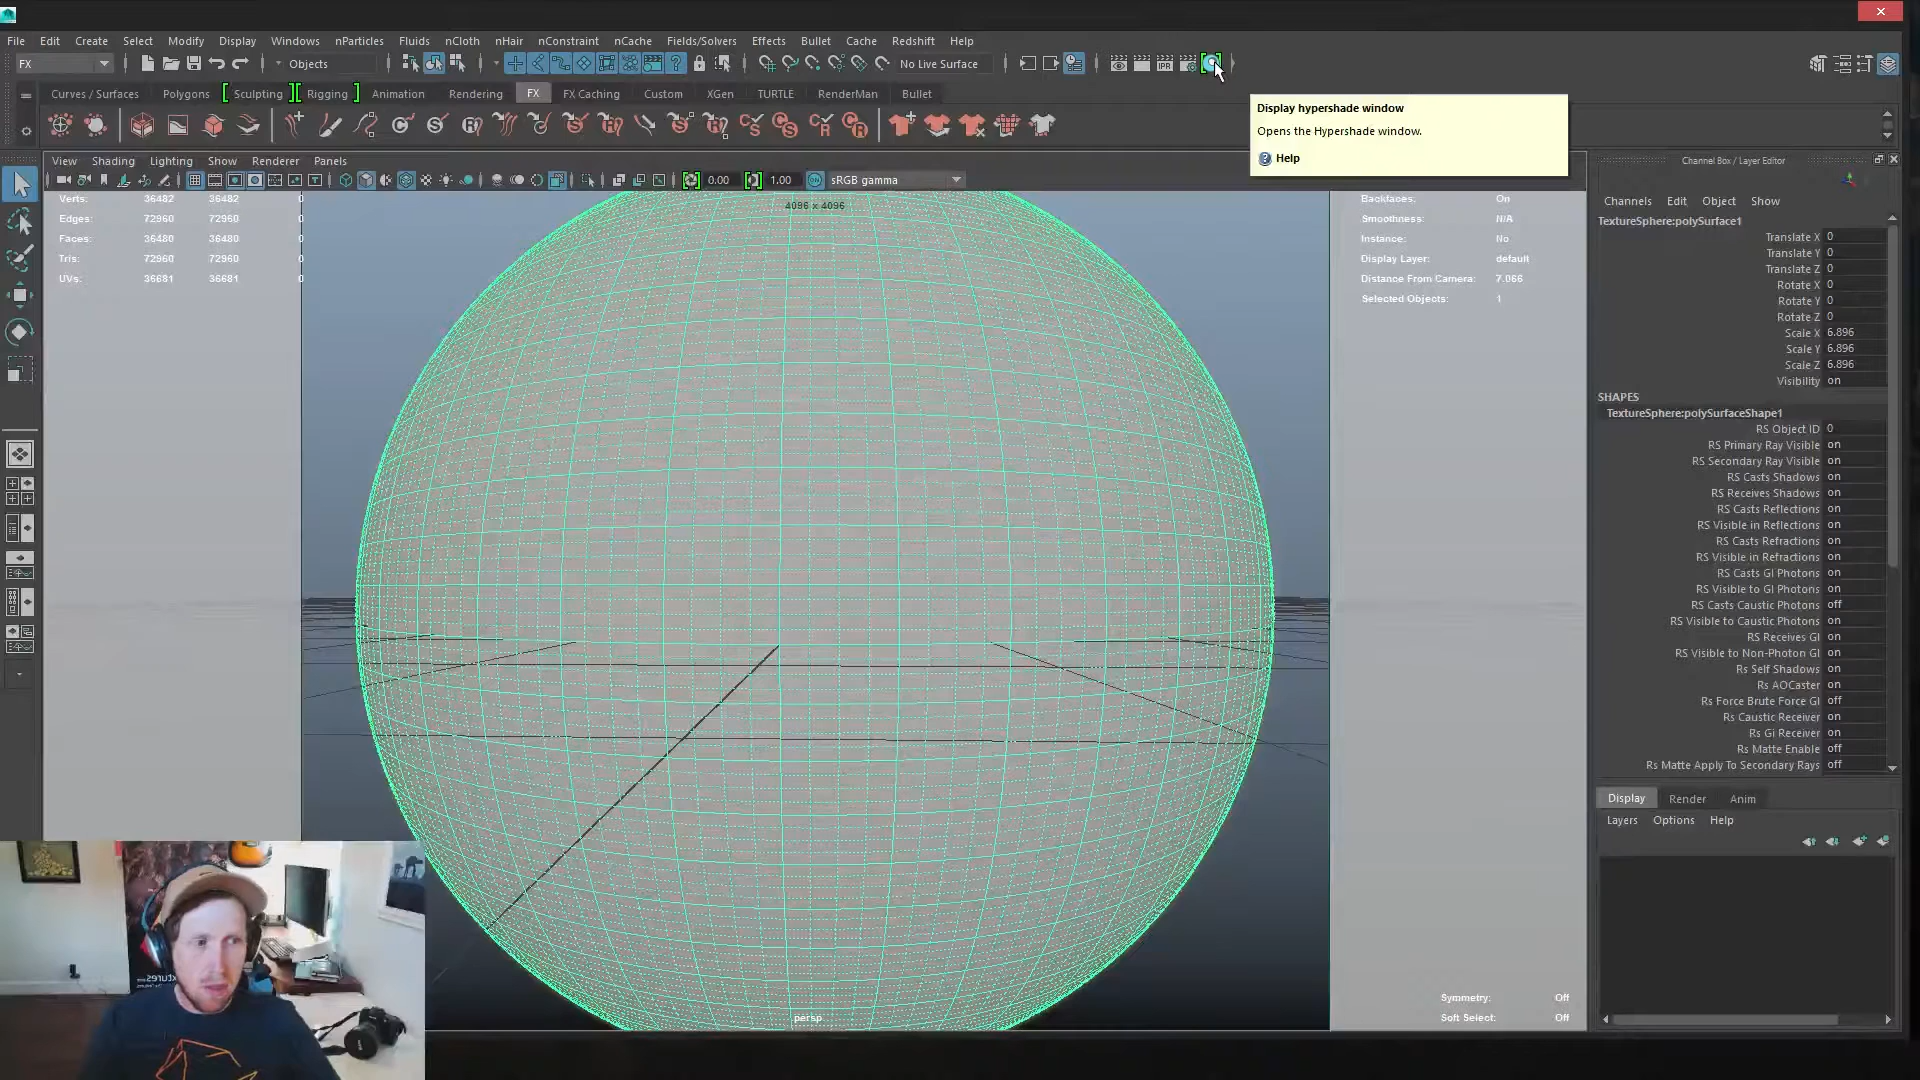 File Edit Create Select Modify Display Windows nParticles Fluids nCloth nHair nConstraint nCache Fields/Solvers Effects Bullet Cache Redshift Help
FX Objects No Live Surface
Curves / Surfaces Polygons Sculpting Rigging Animation Rendering FX FX Caching Custom XGen TURTLE RenderMan Bullet
Display hypershade window
Opens the Hypershade window.
Help
View Shading Lighting Show Renderer Panels
0.00 1.00 sRGB gamma
Verts: 36482 36482 0
Edges: 72960 72960 0
Faces: 36480 36480 0
Tris: 72960 72960 0
UVs: 36681 36681 0
4096 x 4096
Backfaces: On
Smoothness: N/A
Instance: No
Display Layer: default
Distance From Camera: 7.066
Selected Objects: 1
Symmetry: Off
Soft Select: Off
persp
Channel Box / Layer Editor
Channels Edit Object Show
TextureSphere:polySurface1
Translate X 0
Translate Y 0
Translate Z 0
Rotate X 0
Rotate Y 0
Rotate Z 0
Scale X 6.896
Scale Y 6.896
Scale Z 6.896
Visibility on
SHAPES
TextureSphere:polySurfaceShape1
RS Object ID 0
RS Primary Ray Visible on
RS Secondary Ray Visible on
RS Casts Shadows on
RS Receives Shadows on
RS Casts Reflections on
RS Visible in Reflections on
RS Casts Refractions on
RS Visible in Refractions on
RS Casts GI Photons on
RS Visible to GI Photons on
RS Casts Caustic Photons off
RS Visible to Caustic Photons on
RS Receives GI on
RS Visible to Non-Photon GI on
Rs Self Shadows on
Rs AOCaster on
Rs Force Brute Force GI off
Rs Caustic Receiver on
Rs Gi Receiver on
Rs Matte Enable off
Rs Matte Apply To Secondary Rays off
Display Render Anim
Layers Options Help